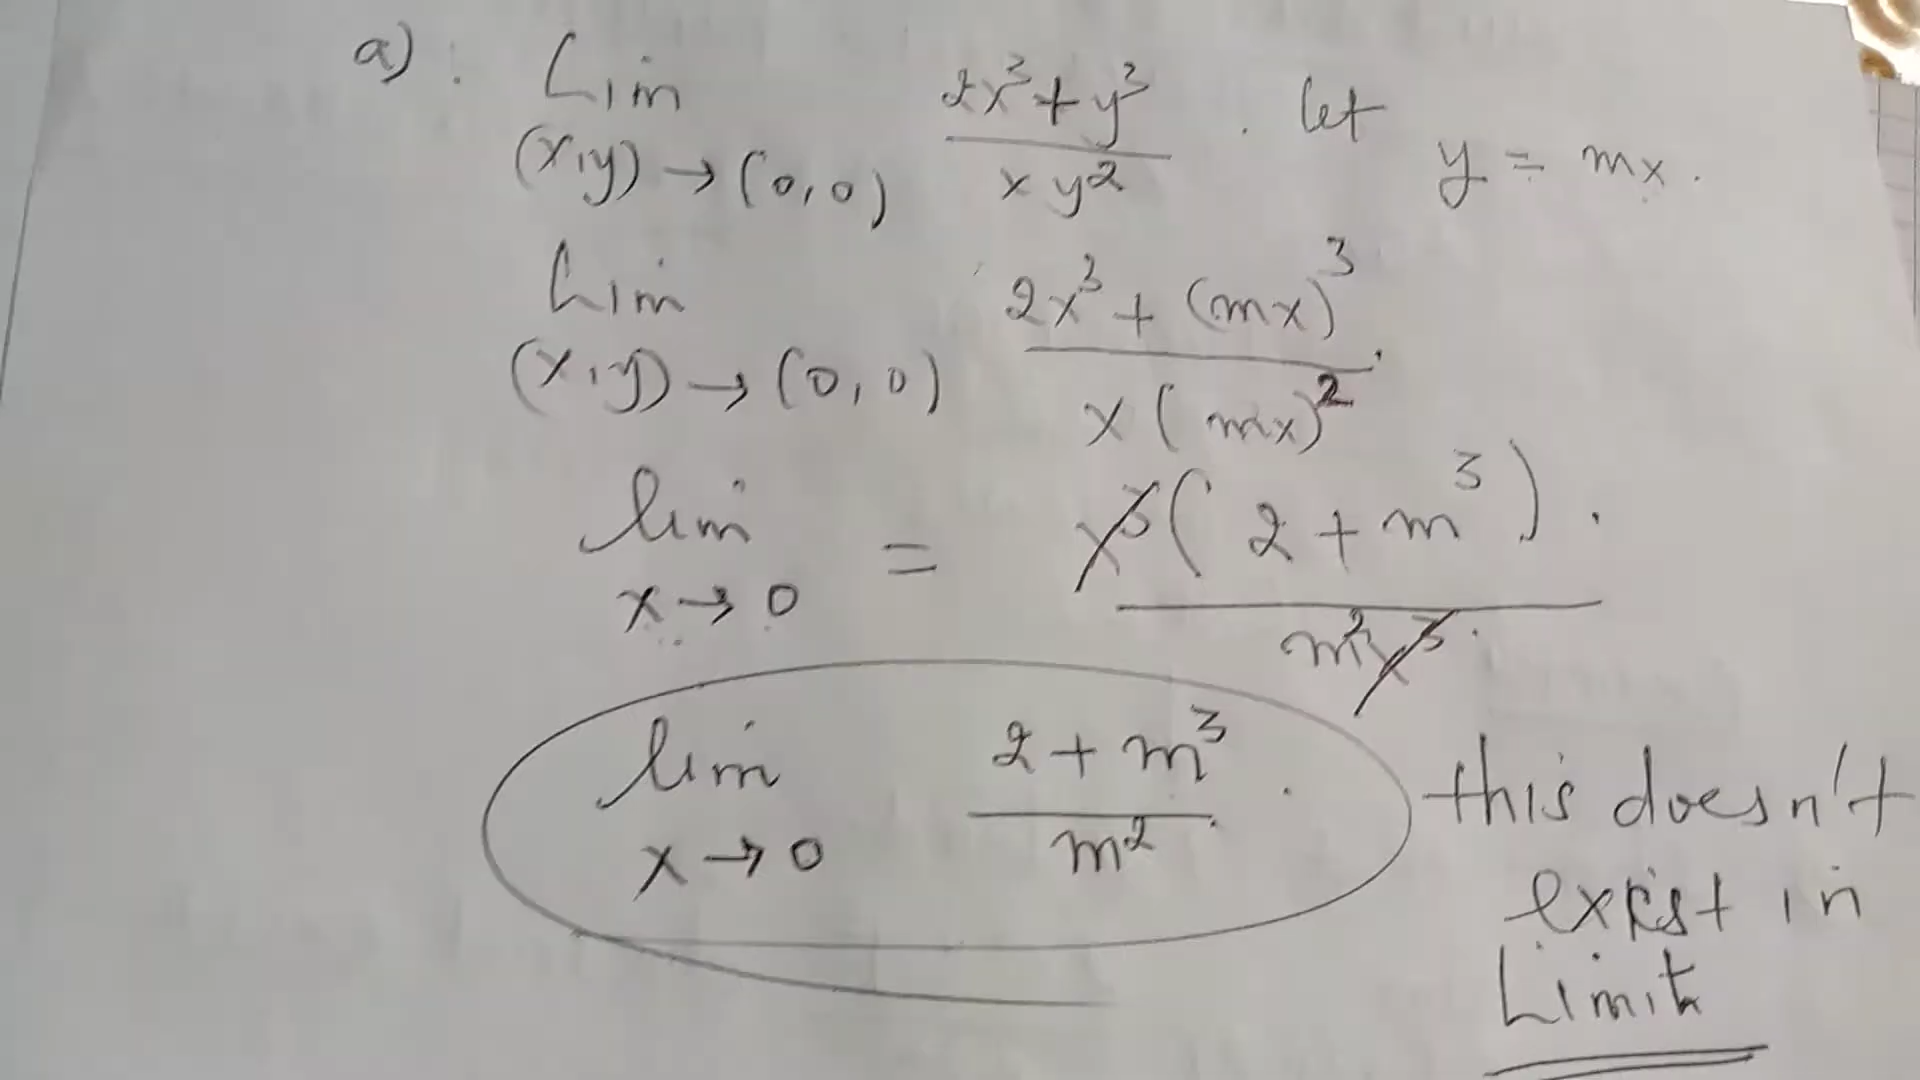 a). Lim (x,y) → (0,0) 2x³ + y³ / xy² . let y = mx.
Lim (x,y) → (0,0) 2x³ + (mx)³ / x(mx)²
lim x → 0 = x³(2 + m³). / m²x³.
lim x → 0 2 + m³ / m² . this doesn't
exist in
Limit